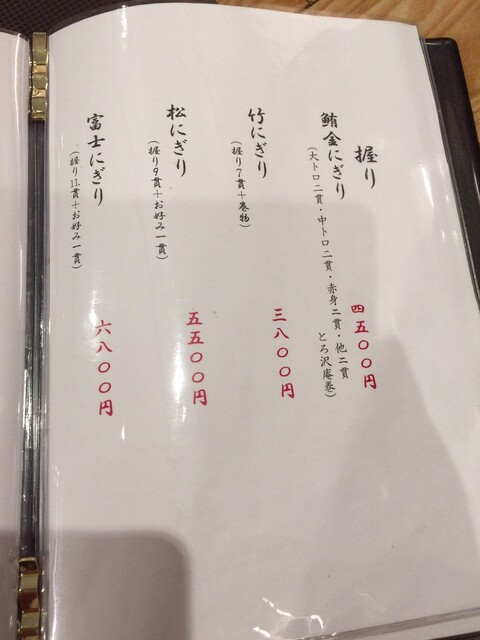 握り
鮪金にぎり
(大トロ二貫・中トロ二貫・赤身二貫・他二貫
とろ沢庵巻)
四五〇〇円
竹にぎり
(握り7貫+巻物)
三八〇〇円
松にぎり
(握り9貫+お好み一貫)
五五〇〇円
富士にぎり
(握り11貫+お好み一貫)
六八〇〇円